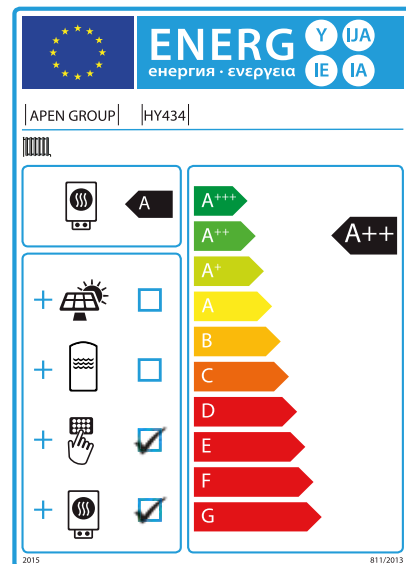 ENERG Y IJA
енергия · ενεργεια IE IA
APEN GROUP HY434
A
A+++
A++ A++
A+
A
B
+
C
+
D
+
E
F
+
G
2015 811/2013